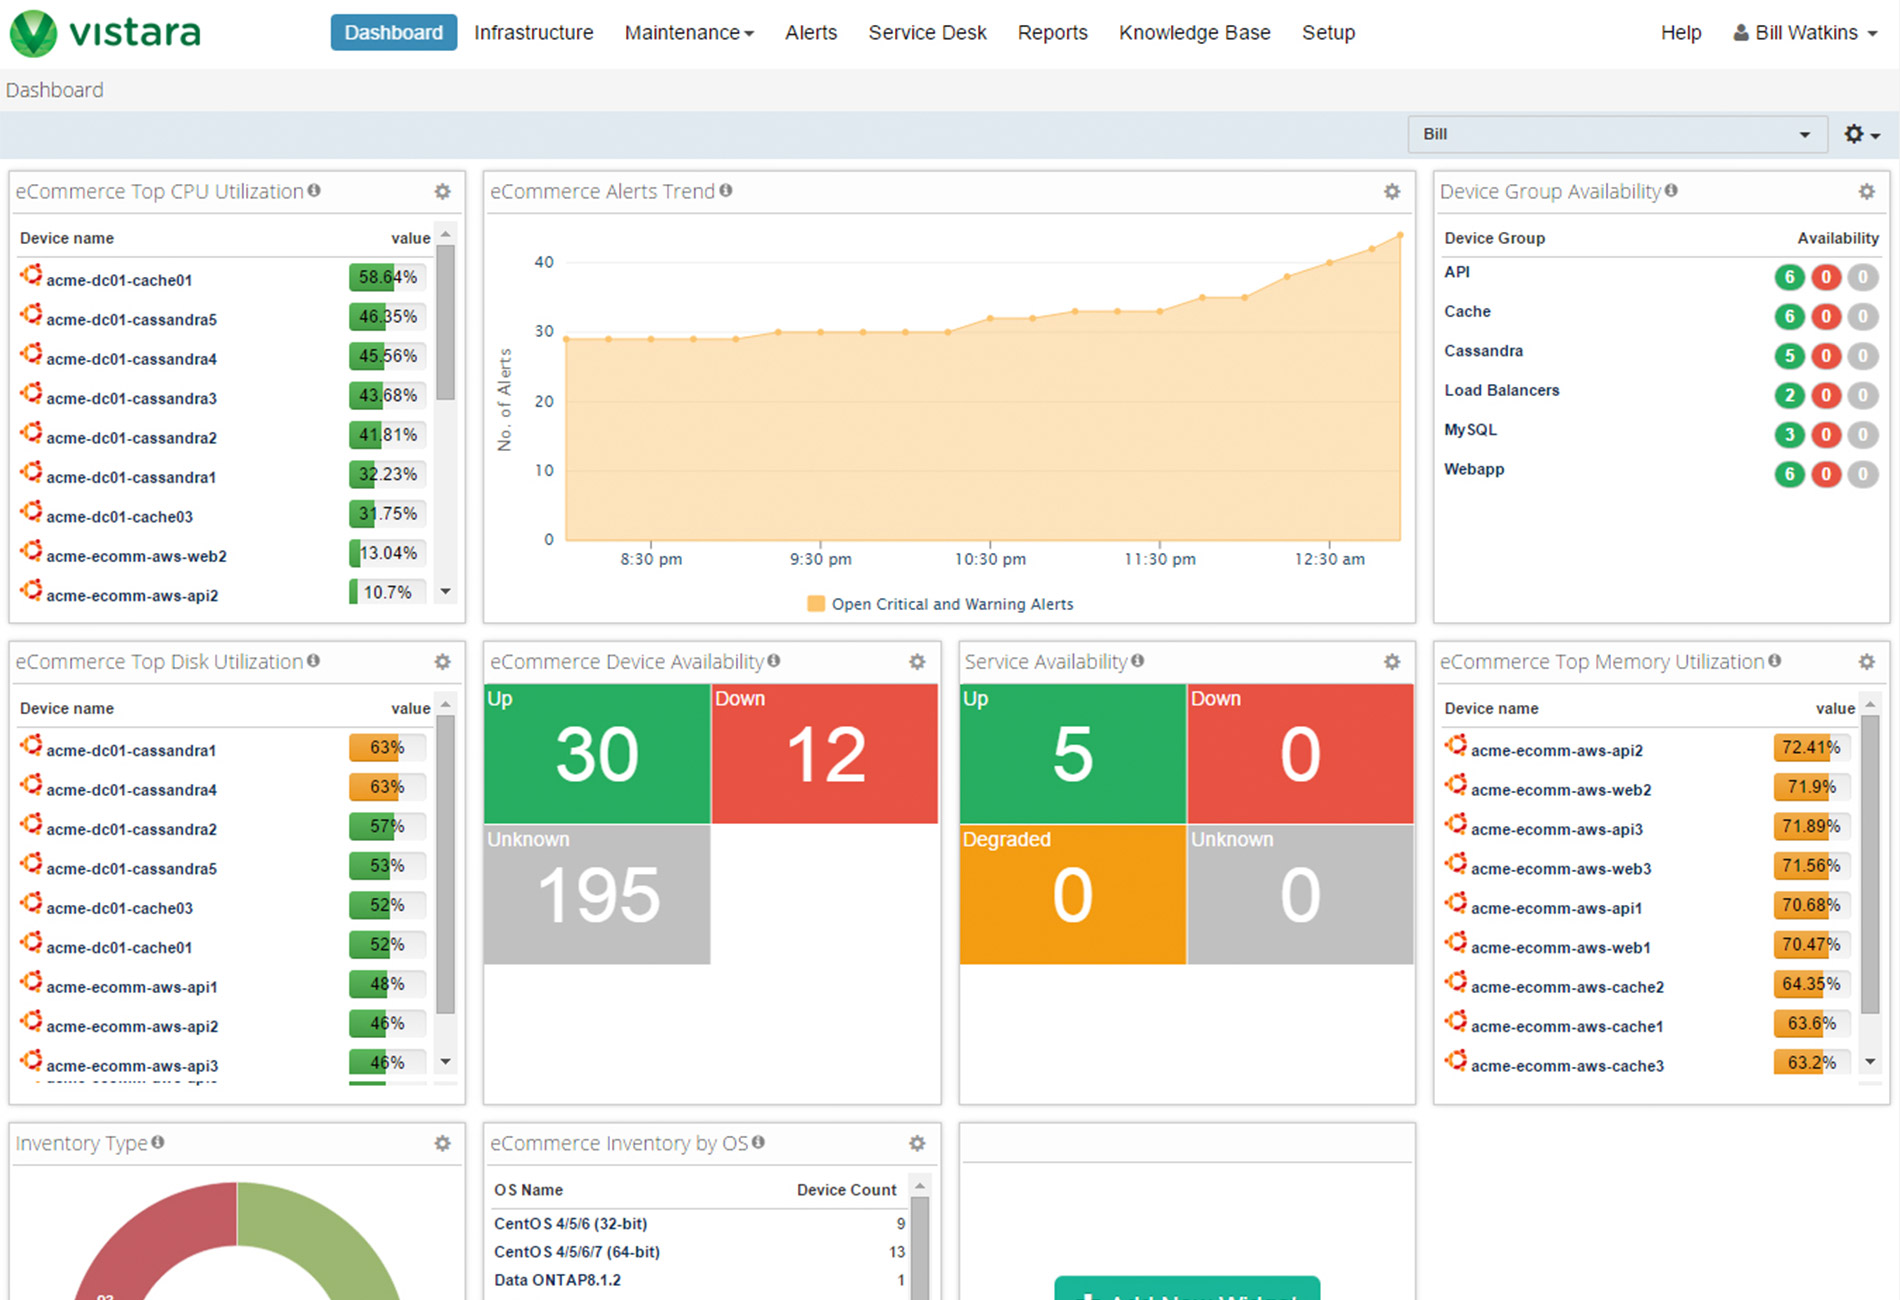 vistara
Dashboard Infrastructure Maintenance Alerts Service Desk Reports Knowledge Base Setup Help Bill Watkins
Dashboard
Bill
eCommerce Top CPU Utilization
Device name value
acme-dc01-cache01 58.64%
acme-dc01-cassandra5 46.35%
acme-dc01-cassandra4 45.56%
acme-dc01-cassandra3 43.68%
acme-dc01-cassandra2 41.81%
acme-dc01-cassandra1 32.23%
acme-dc01-cache03 31.75%
acme-ecomm-aws-web2 13.04%
acme-ecomm-aws-api2 10.7%
eCommerce Alerts Trend
No. of Alerts
40
30
20
10
0
8:30 pm 9:30 pm 10:30 pm 11:30 pm 12:30 am
Open Critical and Warning Alerts
Device Group Availability
Device Group Availability
API 6 0 0
Cache 6 0 0
Cassandra 5 0 0
Load Balancers 2 0 0
MySQL 3 0 0
Webapp 6 0 0
eCommerce Top Disk Utilization
Device name value
acme-dc01-cassandra1 63%
acme-dc01-cassandra4 63%
acme-dc01-cassandra2 57%
acme-dc01-cassandra5 53%
acme-dc01-cache03 52%
acme-dc01-cache01 52%
acme-ecomm-aws-api1 48%
acme-ecomm-aws-api2 46%
acme-ecomm-aws-api3 46%
eCommerce Device Availability
Up Down
30 12
Unknown
195
Service Availability
Up Down
5 0
Degraded Unknown
0 0
eCommerce Top Memory Utilization
Device name value
acme-ecomm-aws-api2 72.41%
acme-ecomm-aws-web2 71.9%
acme-ecomm-aws-api3 71.89%
acme-ecomm-aws-web3 71.56%
acme-ecomm-aws-api1 70.68%
acme-ecomm-aws-web1 70.47%
acme-ecomm-aws-cache2 64.35%
acme-ecomm-aws-cache1 63.6%
acme-ecomm-aws-cache3 63.2%
Inventory Type
eCommerce Inventory by OS
OS Name Device Count
CentOS 4/5/6 (32-bit) 9
CentOS 4/5/6/7 (64-bit) 13
Data ONTAP8.1.2 1